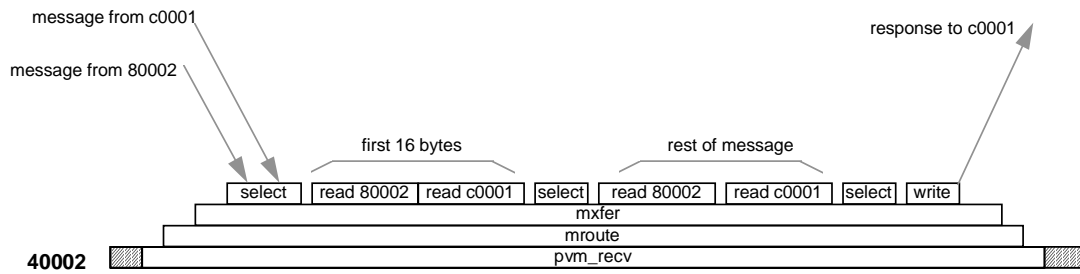 message from c0001
response to c0001
message from 80002
first 16 bytes
rest of message
select
read 80002
read c0001
select
read 80002
read c0001
select
write
mxfer
mroute
40002
pvm_recv